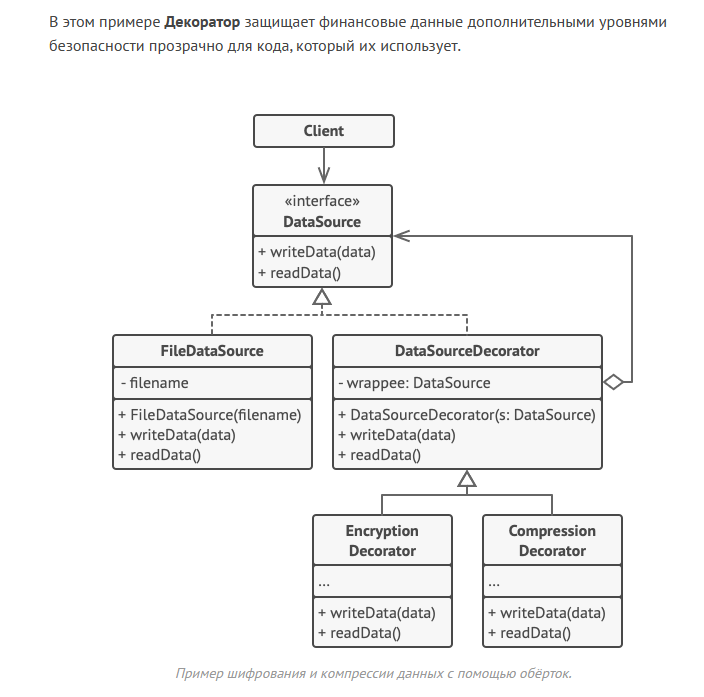 В этом примере Декоратор защищает финансовые данные дополнительными уровнями
безопасности прозрачно для кода, который их использует.
Client
«interface»
DataSource
+ writeData(data)
+ readData()
FileDataSource
- filename
+ FileDataSource(filename)
+ writeData(data)
+ readData()
DataSourceDecorator
- wrappee: DataSource
+ DataSourceDecorator(s: DataSource)
+ writeData(data)
+ readData()
Encryption
Decorator
...
+ writeData(data)
+ readData()
Compression
Decorator
...
+ writeData(data)
+ readData()
Пример шифрования и компрессии данных с помощью обёрток.